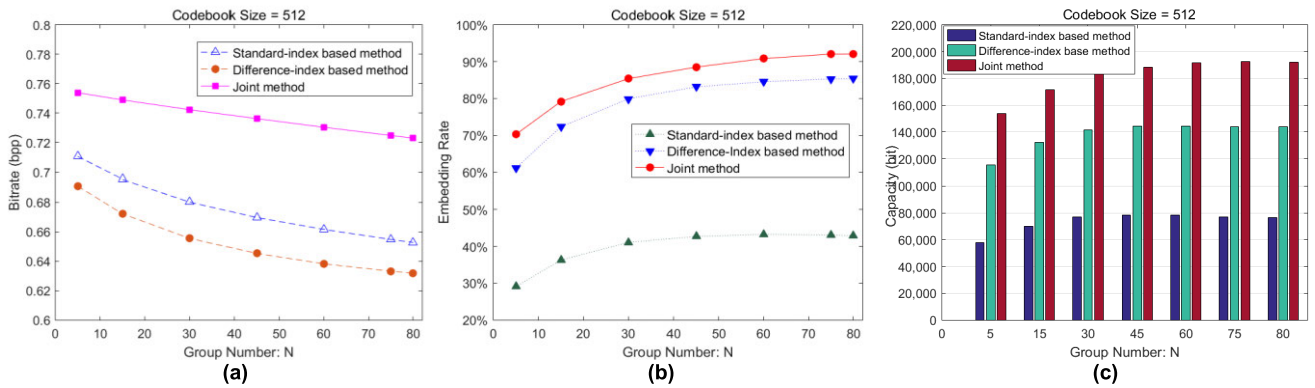 Codebook Size = 512
0.8
0.78
0.76
0.74
0.72
0.7
0.68
0.66
0.64
0.62
0.6
Bitrate (bpp)
Standard-index based method
Difference-index based method
Joint method
0 10 20 30 40 50 60 70 80
Group Number: N
(a)
Codebook Size = 512
100%
90%
80%
70%
60%
50%
40%
30%
20%
Embedding Rate
Standard-index based method
Difference-Index based method
Joint method
0 10 20 30 40 50 60 70 80
Group Number: N
(b)
Codebook Size = 512
220,000
200,000
180,000
160,000
140,000
120,000
100,000
80,000
60,000
40,000
20,000
0
Capacity (bit)
Standard-index based method
Difference-index base method
Joint method
0 5 15 30 45 60 75 80
Group Number: N
(c)